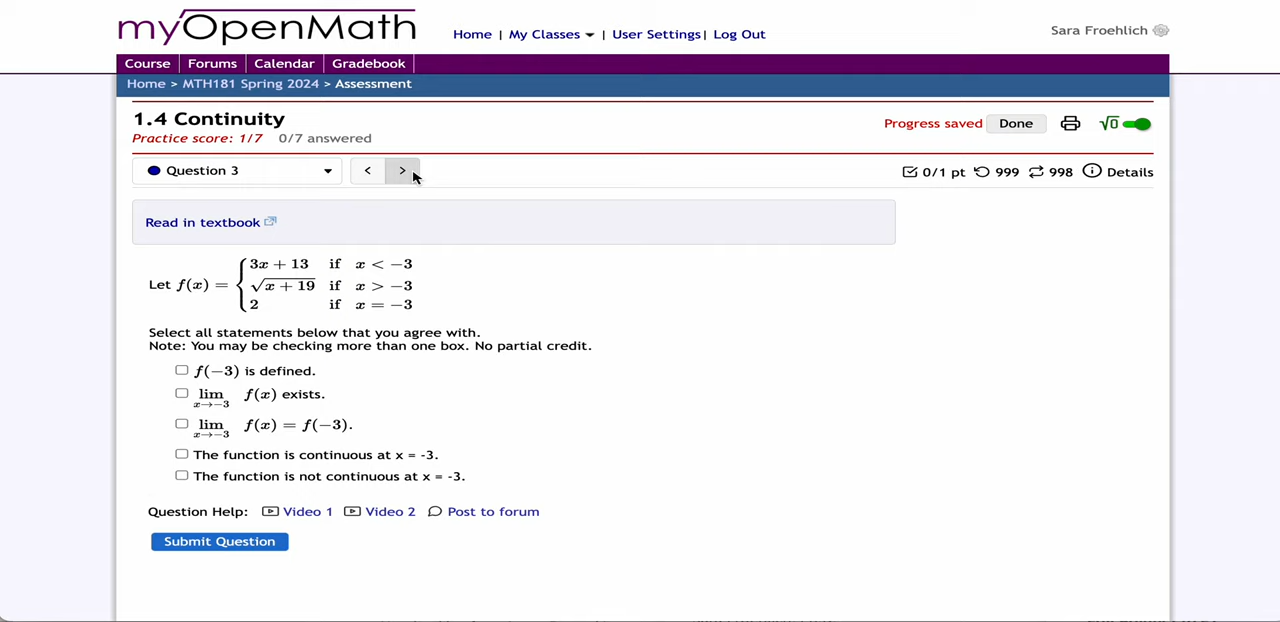 myOpenMath
Home | My Classes | User Settings | Log Out
Sara Froehlich
Course Forums Calendar Gradebook
Home > MTH181 Spring 2024 > Assessment
1.4 Continuity
Practice score: 1/7 0/7 answered
Progress saved Done √0
Question 3 < > 0/1 pt 999 998 Details
Read in textbook
Let f(x) = { 3x + 13 if x < −3
√(x + 19) if x > −3
2 if x = −3
Select all statements below that you agree with.
Note: You may be checking more than one box. No partial credit.
f(−3) is defined.
lim x→−3 f(x) exists.
lim x→−3 f(x) = f(−3).
The function is continuous at x = -3.
The function is not continuous at x = -3.
Question Help: Video 1 Video 2 Post to forum
Submit Question